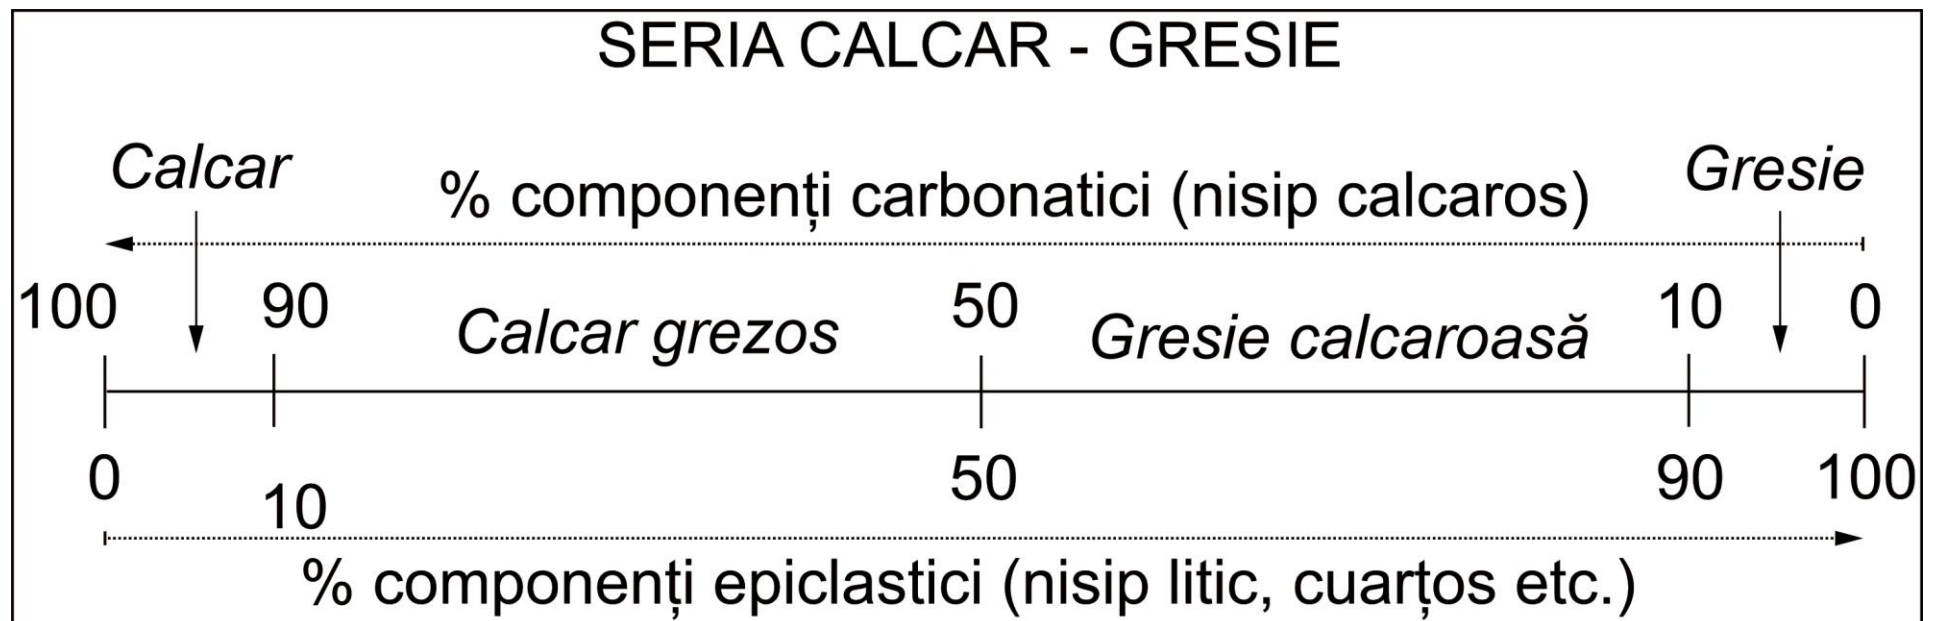 SERIA CALCAR - GRESIE
Calcar
% componenți carbonatici (nisip calcaros)
Gresie
100 90 50 10 0
Calcar grezos
Gresie calcaroasă
0 10 50 90 100
% componenți epiclastici (nisip litic, cuarțos etc.)